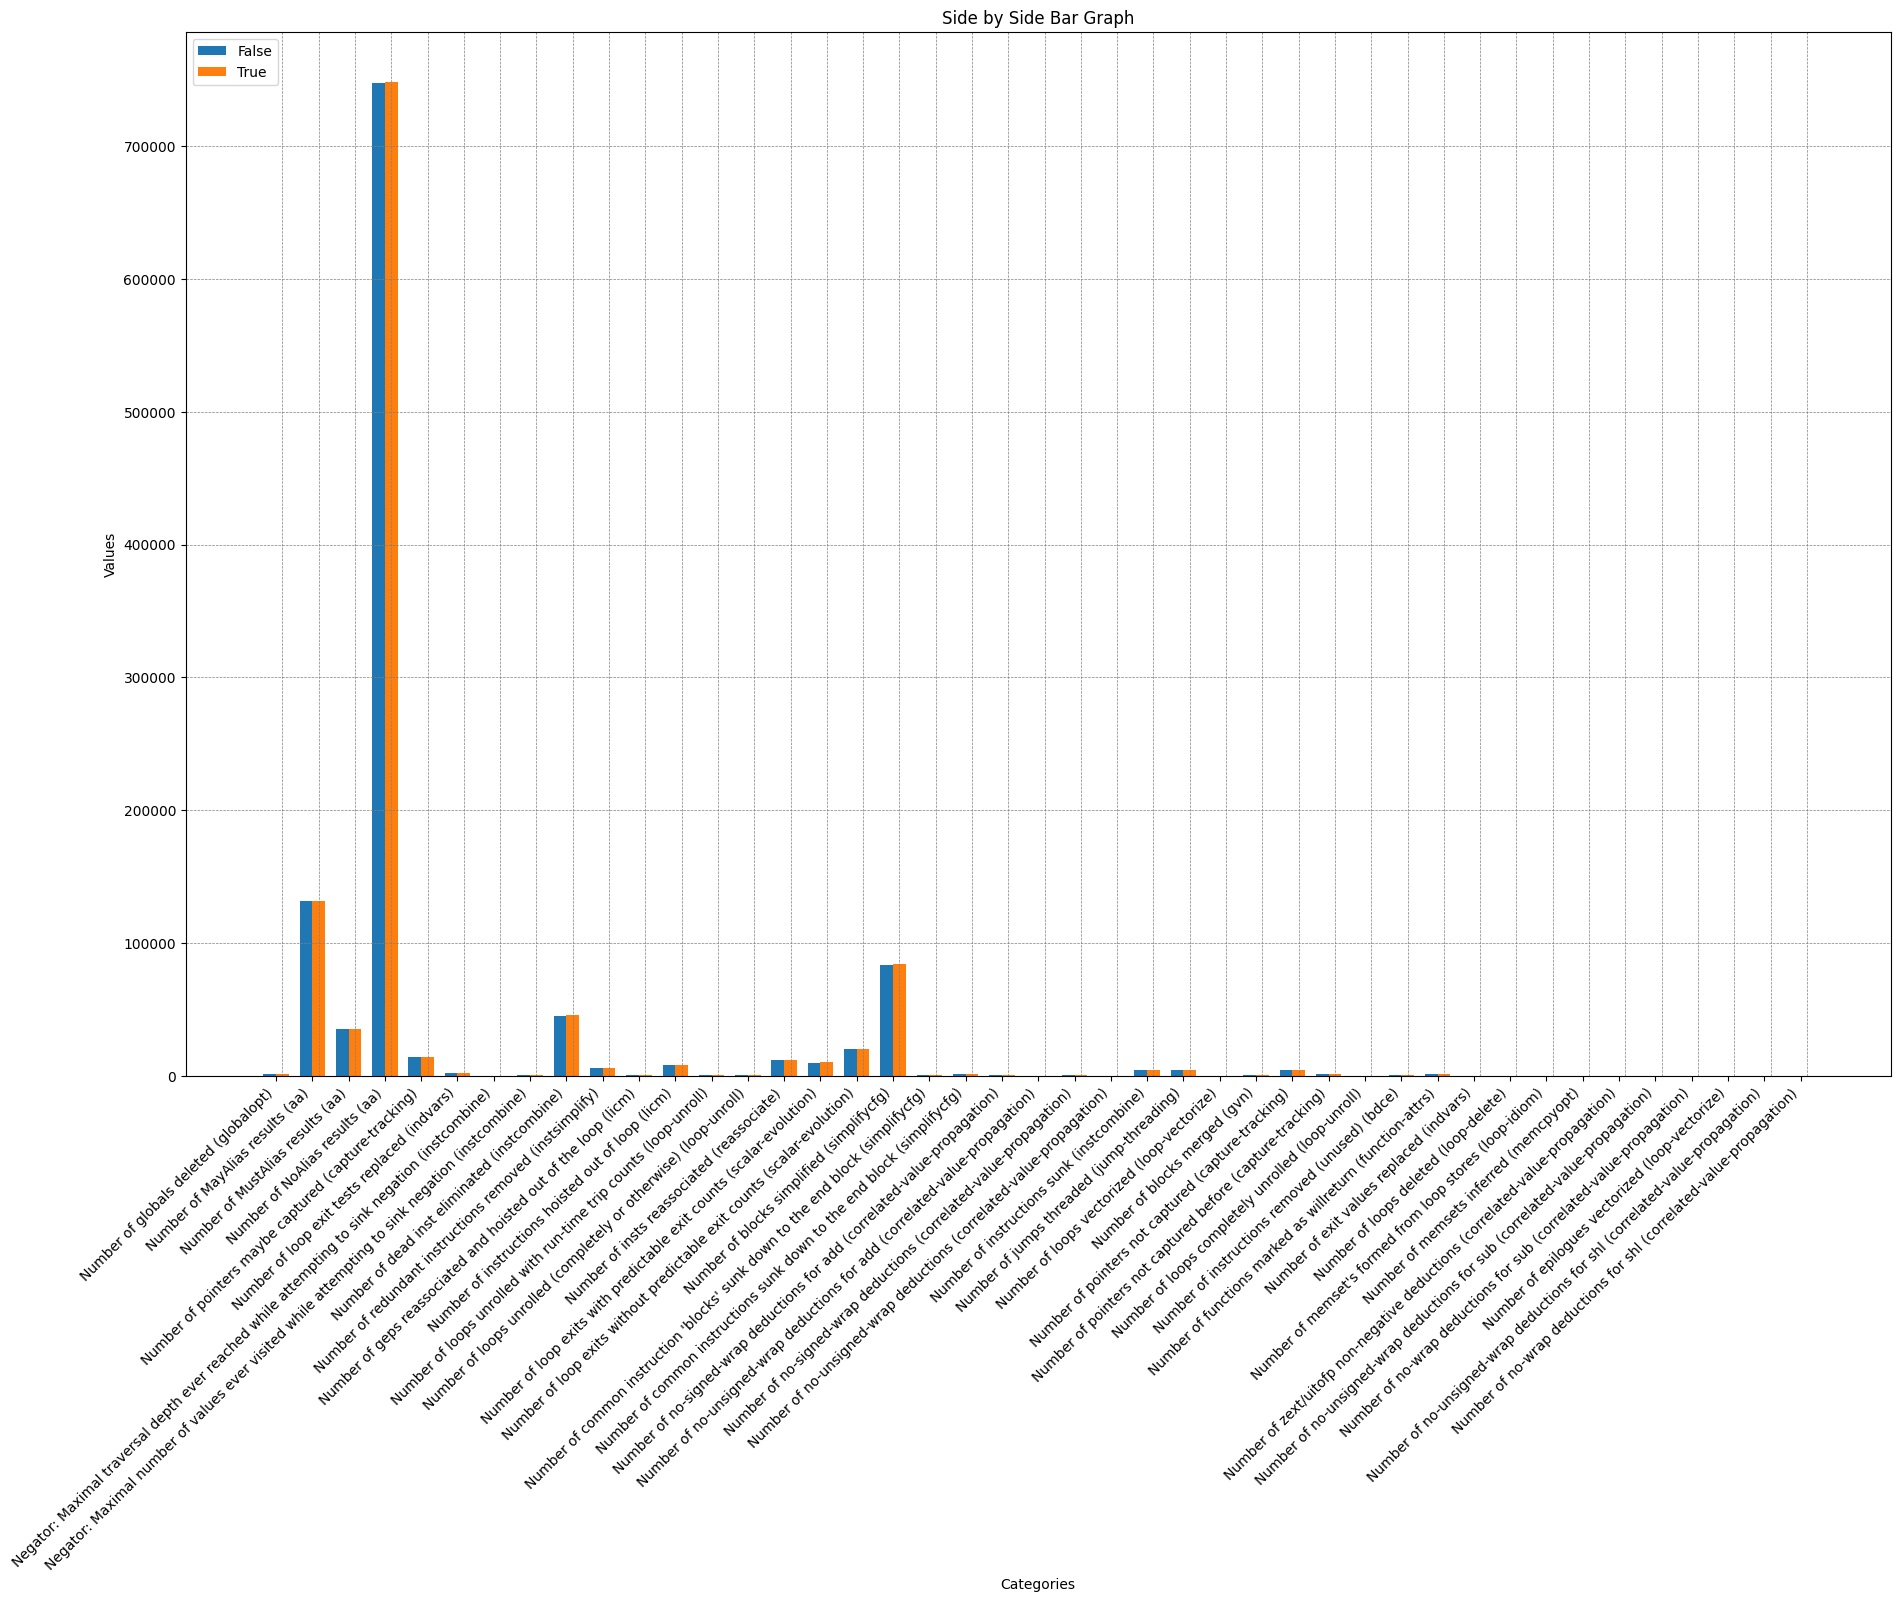 Side by Side Bar Graph
False
True
700000
600000
500000
400000
300000
200000
100000
0
Values
Number of globals deleted (globalopt)
Number of MayAlias results (aa)
Number of MustAlias results (aa)
Number of NoAlias results (aa)
Number of pointers maybe captured (capture-tracking)
Number of loop exit tests replaced (indvars)
Negator: Maximal traversal depth ever reached while attempting to sink negation (instcombine)
Negator: Maximal number of values ever visited while attempting to sink negation (instcombine)
Number of dead inst eliminated (instcombine)
Number of redundant instructions removed (instsimplify)
Number of geps reassociated and hoisted out of the loop (licm)
Number of instructions hoisted out of loop (licm)
Number of loops unrolled with run-time trip counts (loop-unroll)
Number of loops unrolled (completely or otherwise) (loop-unroll)
Number of insts reassociated (reassociate)
Number of loop exits with predictable exit counts (scalar-evolution)
Number of loop exits without predictable exit counts (scalar-evolution)
Number of blocks simplified (simplifycfg)
Number of common instruction 'blocks' sunk down to the end block (simplifycfg)
Number of common instructions sunk down to the end block (simplifycfg)
Number of no-signed-wrap deductions for add (correlated-value-propagation)
Number of no-unsigned-wrap deductions for add (correlated-value-propagation)
Number of no-signed-wrap deductions (correlated-value-propagation)
Number of no-unsigned-wrap deductions (correlated-value-propagation)
Number of instructions sunk (instcombine)
Number of jumps threaded (jump-threading)
Number of loops vectorized (loop-vectorize)
Number of blocks merged (gvn)
Number of pointers not captured (capture-tracking)
Number of pointers not captured before (capture-tracking)
Number of loops completely unrolled (loop-unroll)
Number of instructions removed (unused) (bdce)
Number of functions marked as willreturn (function-attrs)
Number of exit values replaced (indvars)
Number of loops deleted (loop-delete)
Number of memset's formed from loop stores (loop-idiom)
Number of memsets inferred (memcpyopt)
Number of zext/uitofp non-negative deductions (correlated-value-propagation)
Number of no-unsigned-wrap deductions for sub (correlated-value-propagation)
Number of no-wrap deductions for sub (correlated-value-propagation)
Number of epilogues vectorized (loop-vectorize)
Number of no-unsigned-wrap deductions for shl (correlated-value-propagation)
Number of no-wrap deductions for shl (correlated-value-propagation)
Categories